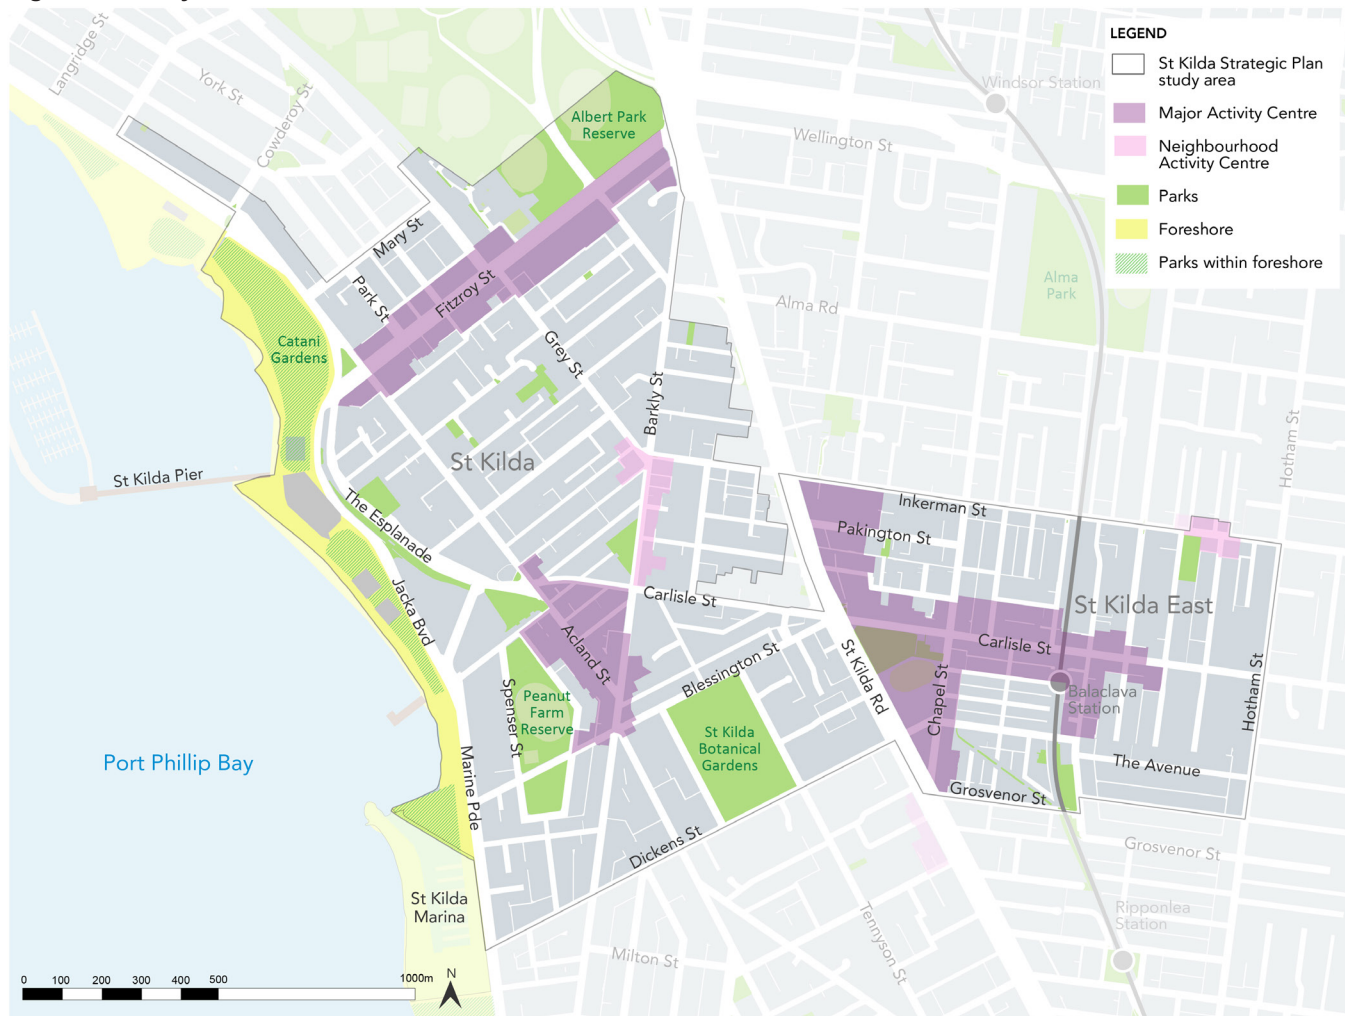 Langridge St
York St
Cowderoy St
Albert Park
Reserve
Windsor Station
Wellington St
LEGEND
St Kilda Strategic Plan
study area
Major Activity Centre
Neighbourhood
Activity Centre
Parks
Foreshore
Parks within foreshore
Mary St
Park St
Fitzroy St
Alma
Park
Alma Rd
Catani
Gardens
Grey St
Barkly St
Hotham St
St Kilda
St Kilda Pier
The Esplanade
Inkerman St
Pakington St
Jacka Bvd
Carlisle St
St Kilda East
Acland St
Carlisle St
Blessington St
St Kilda Rd
Chapel St
Balaclava
Station
Hotham St
Spenser St
Peanut
Farm
Reserve
St Kilda
Botanical
Gardens
Port Phillip Bay
Marine Pde
The Avenue
Grosvenor St
Dickens St
Grosvenor St
St Kilda
Marina
Tennyson St
Ripponlea
Station
Milton St
0 100 200 300 400 500 1000m
N